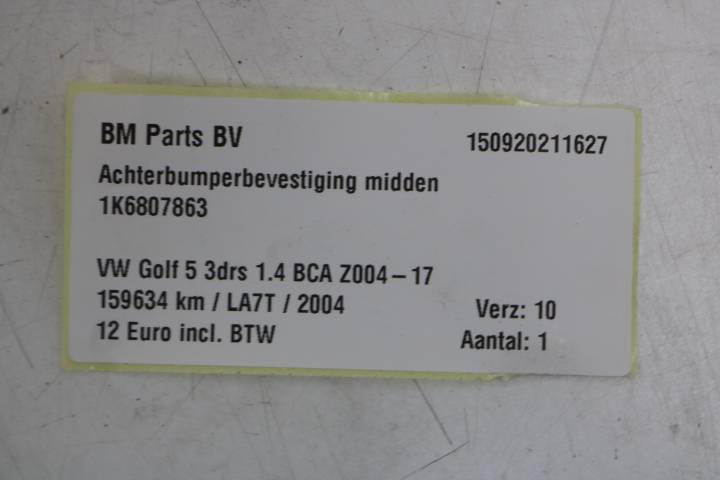 BM Parts BV 150920211627
Achterbumperbevestiging midden
1K6807863
VW Golf 5 3drs 1.4 BCA Z004-17
159634 km / LA7T / 2004 Verz: 10
12 Euro incl. BTW Aantal: 1